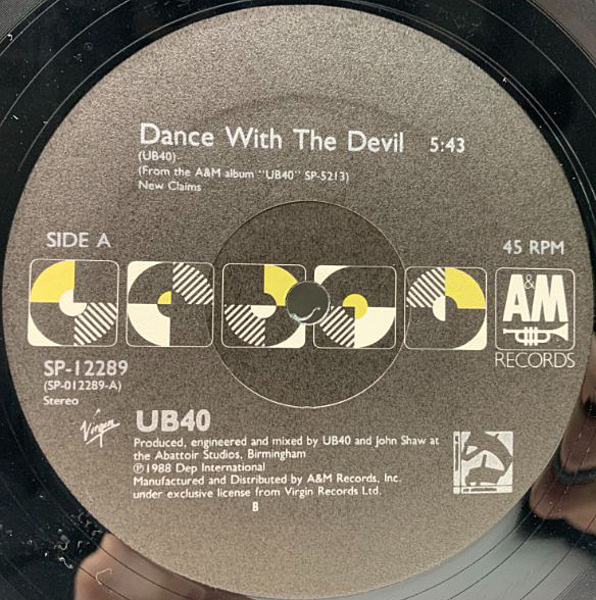 Dance With The Devil 5:43
(UB40)
(From the A&M album "UB40" SP-5213)
New Claims
SIDE A
45 RPM
A&M
RECORDS
SP-12289
(SP-012289-A)
Stereo
Virgin
UB40
Produced, engineered and mixed by UB40 and John Shaw at
the Abattoir Studios, Birmingham
℗1988 Dep International
Manufactured and Distributed by A&M Records, Inc.
under exclusive license from Virgin Records Ltd.
B